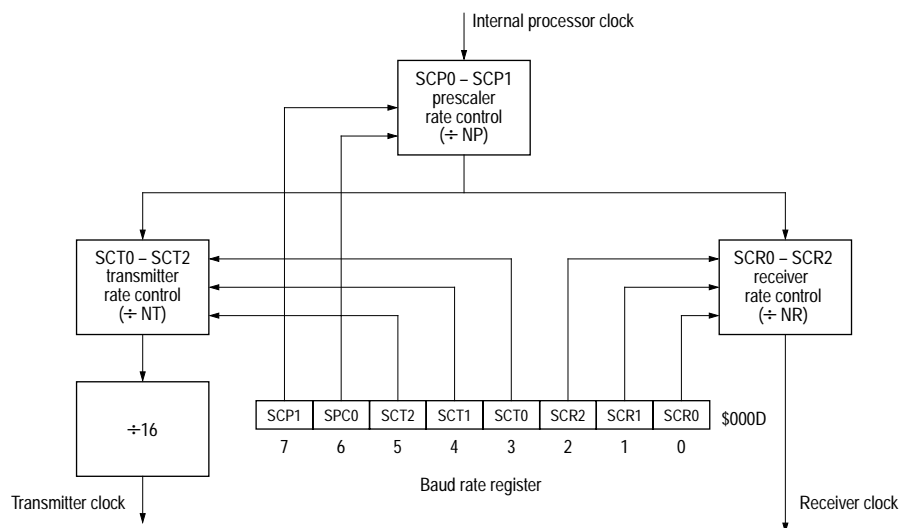 Internal processor clock
SCP0 – SCP1
prescaler
rate control
(÷ NP)
SCT0 – SCT2
transmitter
rate control
(÷ NT)
SCR0 – SCR2
receiver
rate control
(÷ NR)
÷16
SCP1 SPC0 SCT2 SCT1 SCT0 SCR2 SCR1 SCR0 $000D
7 6 5 4 3 2 1 0
Baud rate register
Transmitter clock
Receiver clock